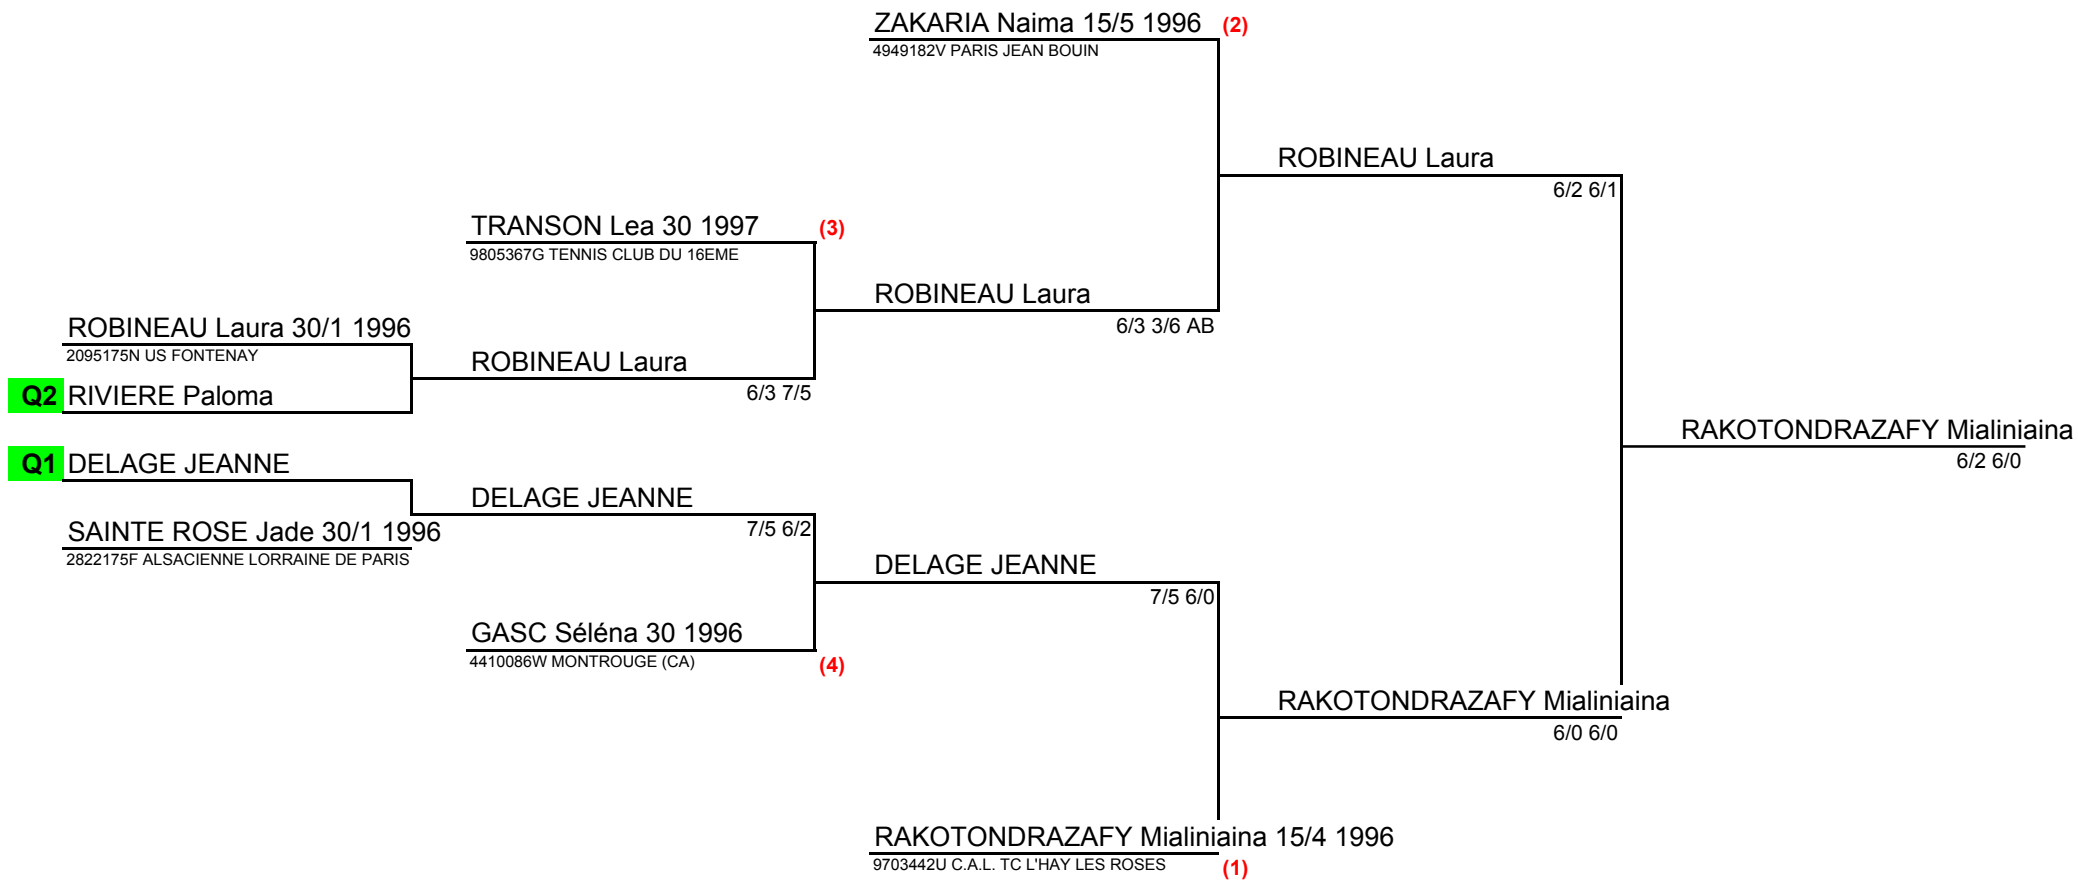 ZAKARIA Naima 15/5 1996 (2)
4949182V PARIS JEAN BOUIN
ROBINEAU Laura
6/2 6/1
TRANSON Lea 30 1997 (3)
9805367G TENNIS CLUB DU 16EME
ROBINEAU Laura
6/3 3/6 AB
ROBINEAU Laura 30/1 1996
2095175N US FONTENAY
ROBINEAU Laura
6/3 7/5
Q2 RIVIERE Paloma
RAKOTONDRAZAFY Mialiniaina
6/2 6/0
Q1 DELAGE JEANNE
DELAGE JEANNE
7/5 6/2
SAINTE ROSE Jade 30/1 1996
2822175F ALSACIENNE LORRAINE DE PARIS
DELAGE JEANNE
7/5 6/0
GASC Séléna 30 1996
4410086W MONTROUGE (CA)
(4)
RAKOTONDRAZAFY Mialiniaina
6/0 6/0
RAKOTONDRAZAFY Mialiniaina 15/4 1996
9703442U C.A.L. TC L'HAY LES ROSES
(1)